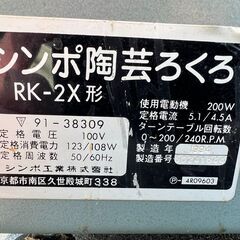 シンポ陶芸ろくろ
RK-2X形
使用電動機 200W
91-38309
定格電流 5.1/4.5A
定格電圧 100V
ターンテーブル回転数
定格消費電力 123/108W
0~200/240R.P.M
定格周波数 50/60Hz
製造
シンポ工業株式会社
製造
京都市南区久世殿城町338
4R09603